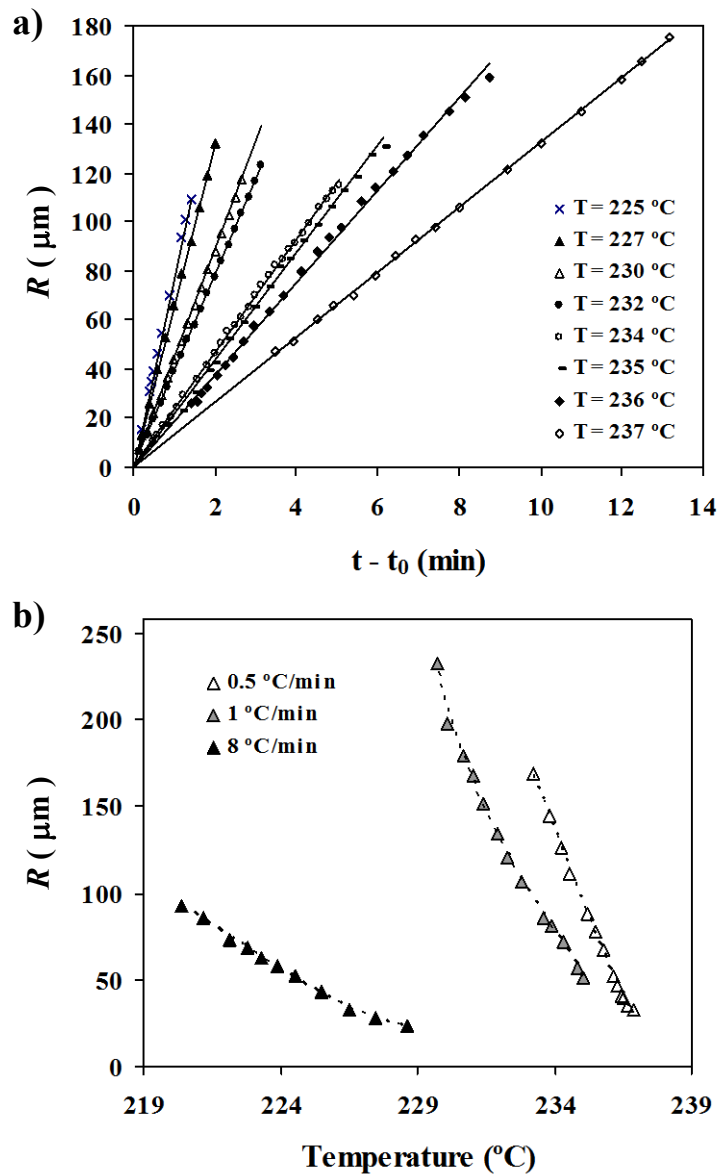 a)
180
160
140
120
100
80
60
40
20
0
R ( µm)
T = 225 ºC
T = 227 ºC
T = 230 ºC
T = 232 ºC
T = 234 ºC
T = 235 ºC
T = 236 ºC
T = 237 ºC
0 2 4 6 8 10 12 14
t - t₀ (min)
b)
250
200
150
100
50
0
R ( µm)
0.5 ºC/min
1 ºC/min
8 ºC/min
219 224 229 234 239
Temperature (ºC)